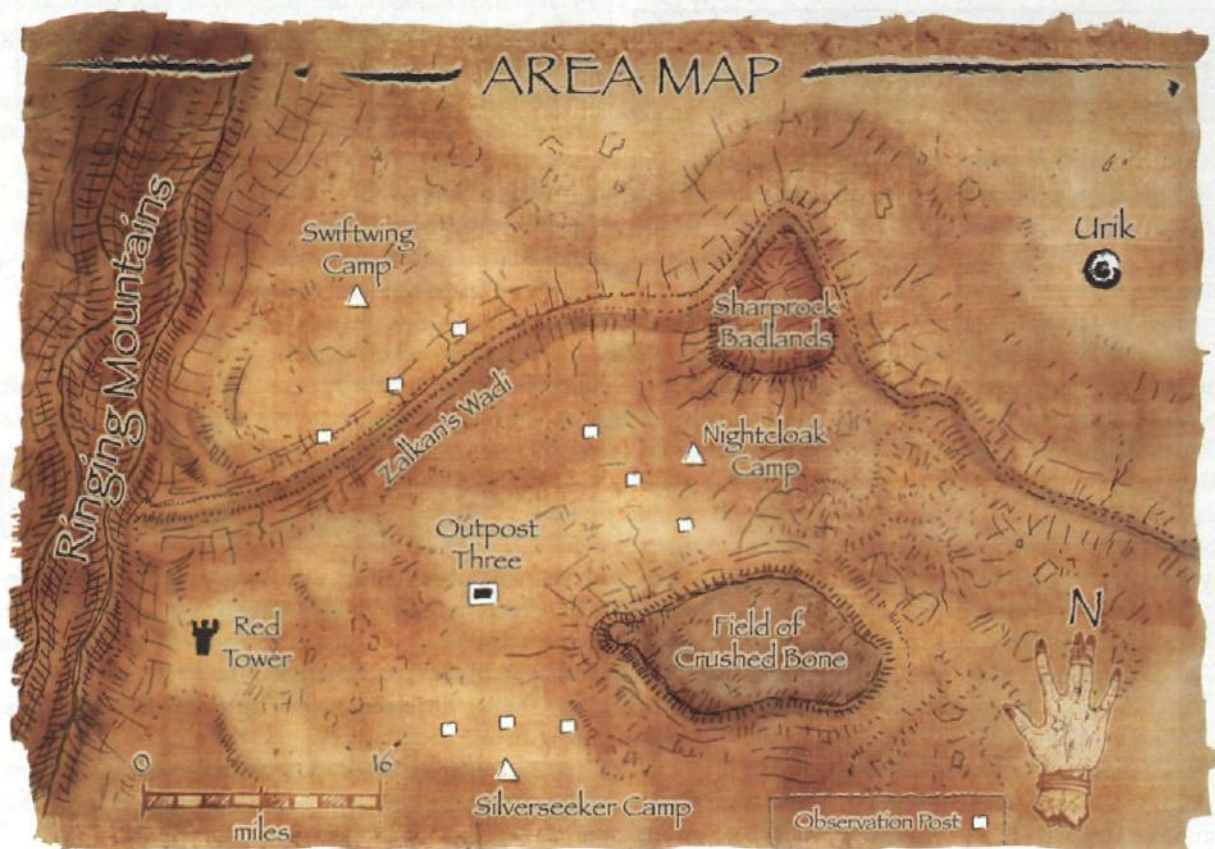 AREA MAP
Ringing Mountains
Swiftwing
Camp
Urik
Sharprock
Badlands
Zalkan's Wadi
Nightcloak
Camp
Outpost
Three
N
Red
Tower
Field of
Crushed Bone
0 16
miles
Silverseeker Camp
Observation Post